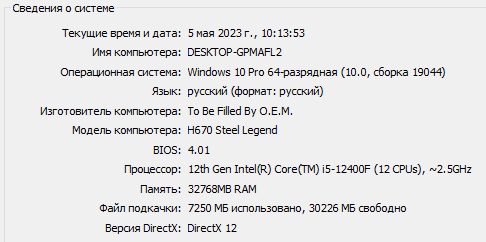 Сведения о системе
Текущие время и дата: 5 мая 2023 г., 10:13:53
Имя компьютера: DESKTOP-GPMAFL2
Операционная система: Windows 10 Pro 64-разрядная (10.0, сборка 19044)
Язык: русский (формат: русский)
Изготовитель компьютера: To Be Filled By O.E.M.
Модель компьютера: H670 Steel Legend
BIOS: 4.01
Процессор: 12th Gen Intel(R) Core(TM) i5-12400F (12 CPUs), ~2.5GHz
Память: 32768MB RAM
Файл подкачки: 7250 МБ использовано, 30226 МБ свободно
Версия DirectX: DirectX 12